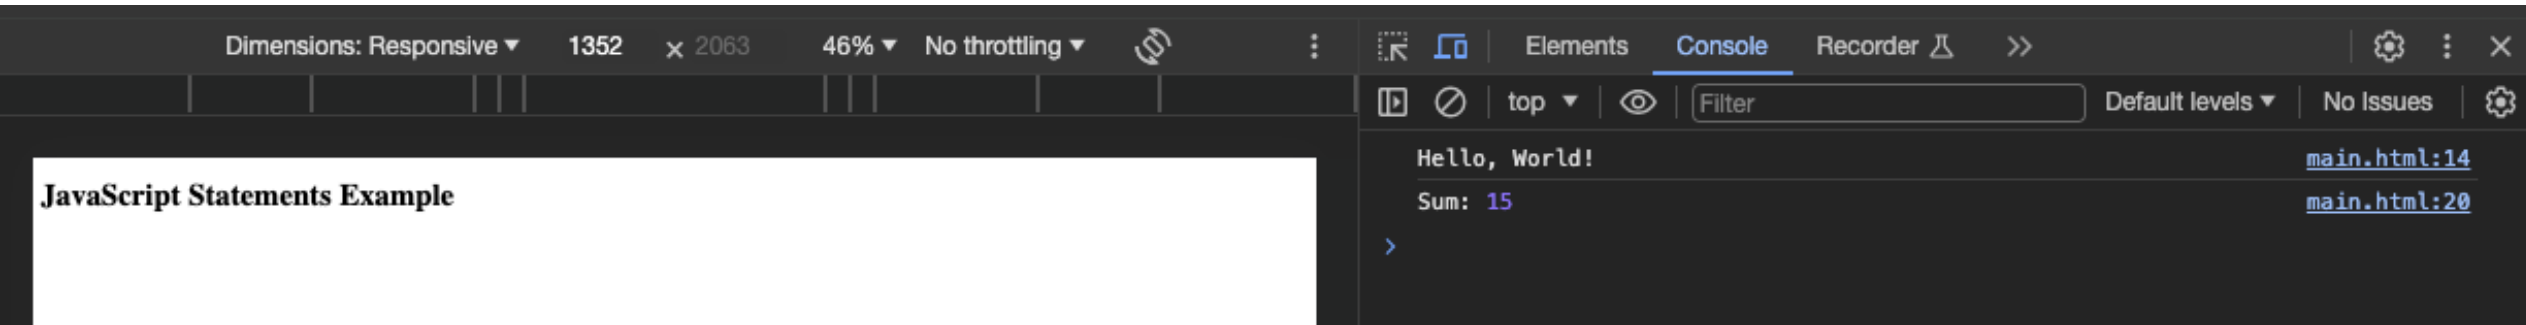 Dimensions: Responsive 1352 × 2063 46% No throttling
Elements Console Recorder
top Filter Default levels No Issues
JavaScript Statements Example
Hello, World! main.html:14
Sum: 15 main.html:20